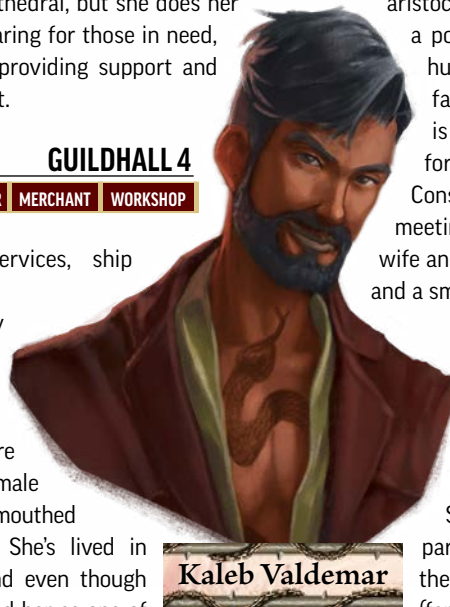 thedral, but she does her
aring for those in need,
providing support and
t.
GUILDHALL 4
R MERCHANT WORKSHOP
ervices, ship
y
re
male
mouthed
She's lived in
nd even though
Kaleb Valdemar
aristoc
a po
hu
fa
is
for
Cons
meetin
wife an
and a sm
S
par
the